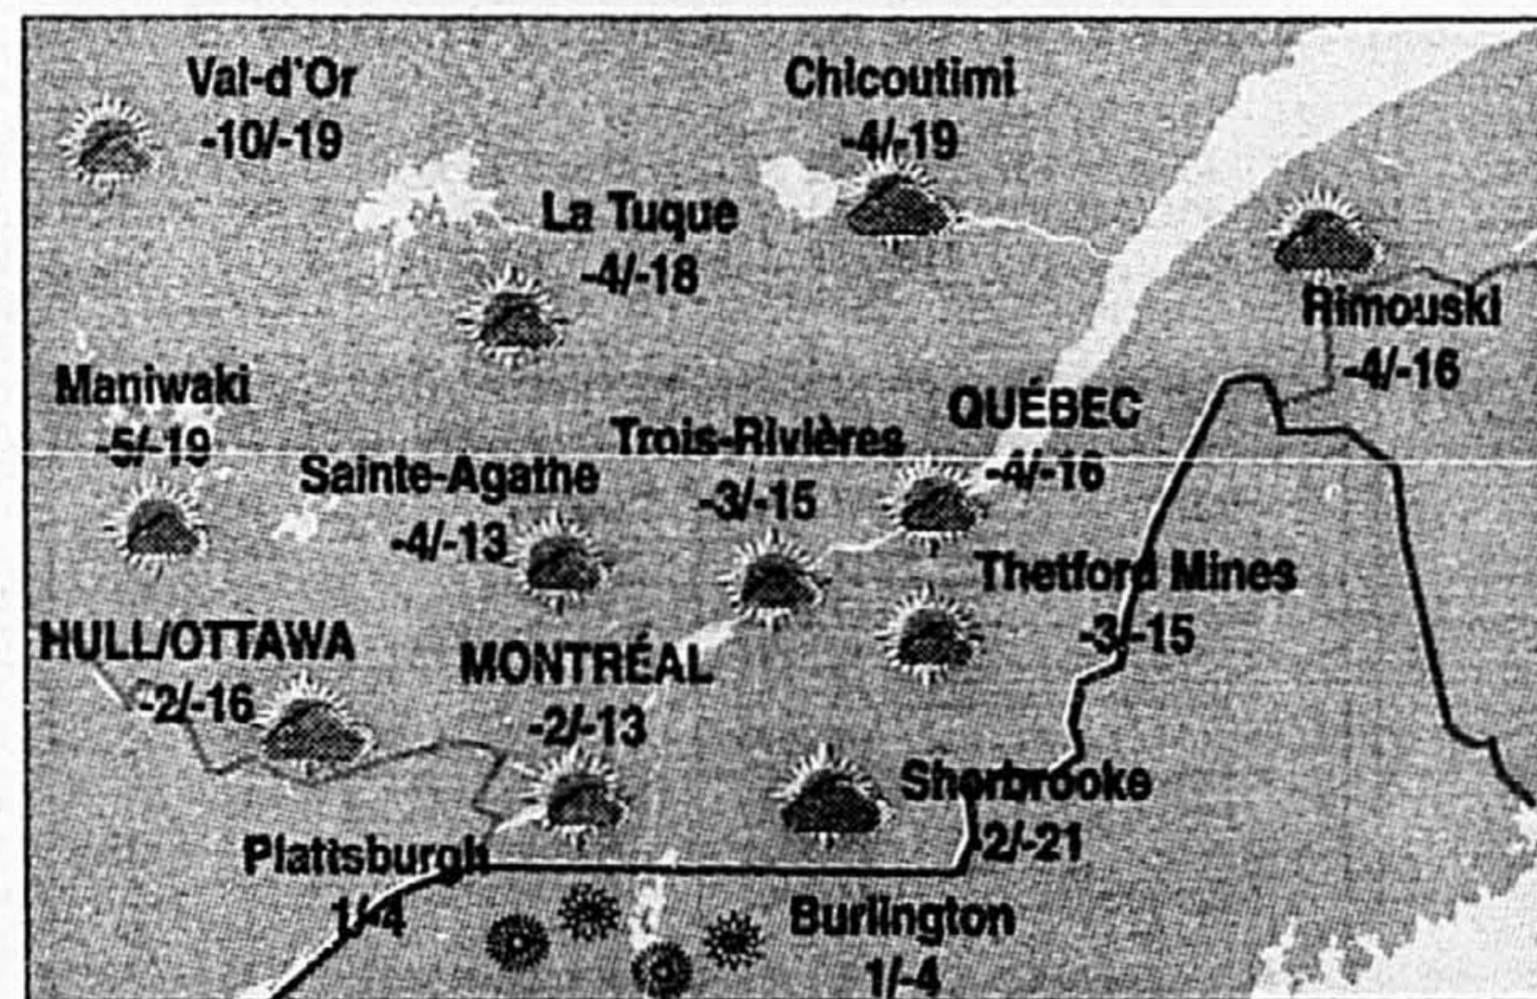 Val-d'Or
-10/-19
Chicoutimi
-4/-19
La Tuque
-4/-18
Rimouski
-4/-16
Maniwaki
-5/-19
Sainte-Agathe
-4/-13
Trois-Rivières
-3/-15
QUÉBEC
-4/-16
Thetford Mines
-3/-15
HULL/OTTAWA
-2/-16
MONTRÉAL
-2/-13
Sherbrooke
-2/-21
Plattsburgh
1/-4
Burlington
1/-4